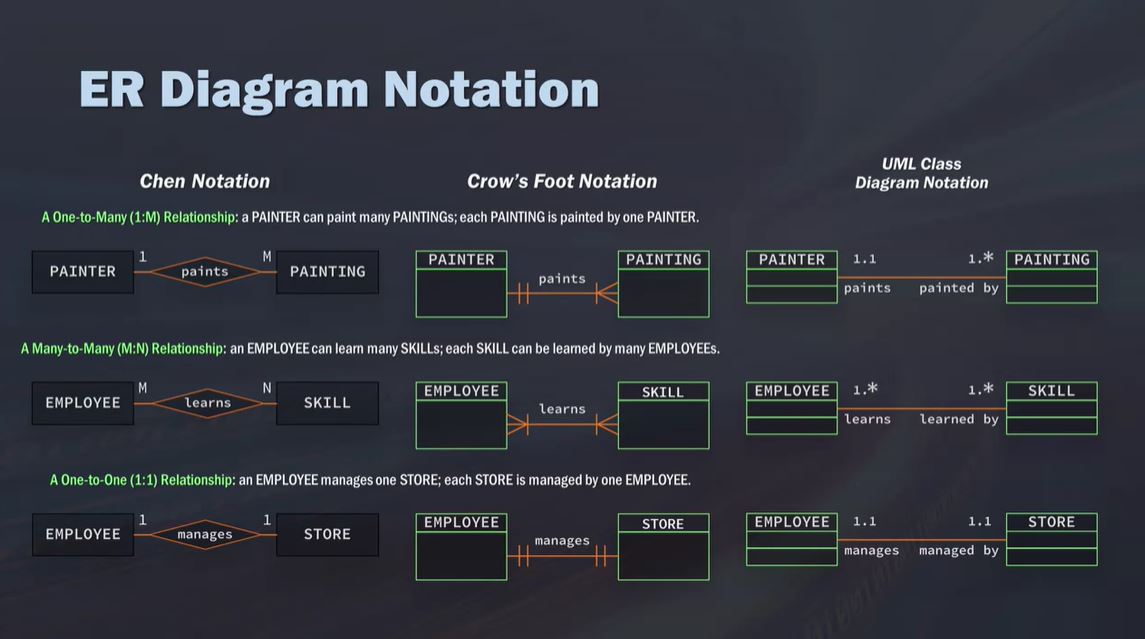 ER Diagram Notation
Chen Notation
Crow's Foot Notation
UML Class
Diagram Notation
A One-to-Many (1:M) Relationship: a PAINTER can paint many PAINTINGs; each PAINTING is painted by one PAINTER.
PAINTER 1 paints M PAINTING
PAINTER paints PAINTING
PAINTER 1.1 1.* PAINTING
paints painted by
A Many-to-Many (M:N) Relationship: an EMPLOYEE can learn many SKILLs; each SKILL can be learned by many EMPLOYEEs.
EMPLOYEE M learns N SKILL
EMPLOYEE learns SKILL
EMPLOYEE 1.* 1.* SKILL
learns learned by
A One-to-One (1:1) Relationship: an EMPLOYEE manages one STORE; each STORE is managed by one EMPLOYEE.
EMPLOYEE 1 manages 1 STORE
EMPLOYEE manages STORE
EMPLOYEE 1.1 1.1 STORE
manages managed by